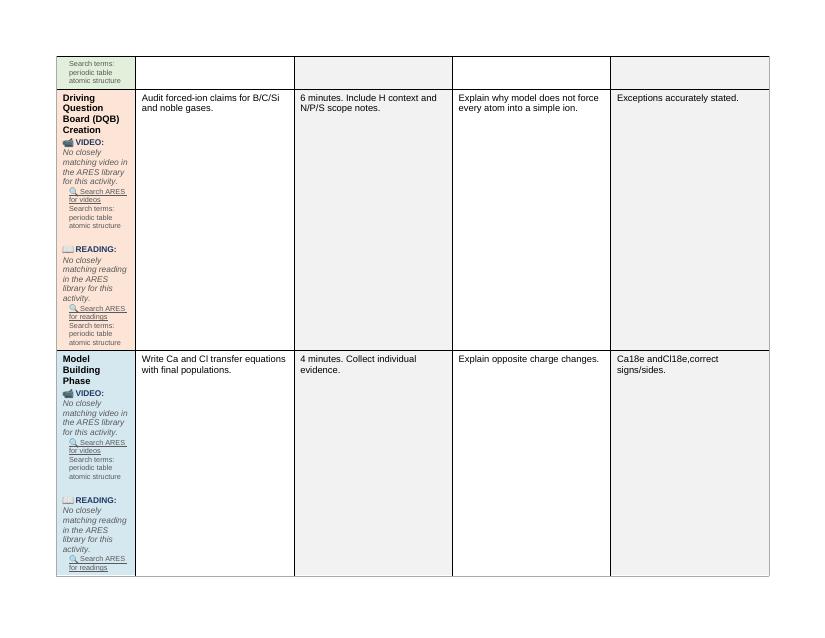 Search terms:
periodic table
atomic structure
Driving
Question
Board (DQB)
Creation
📹 VIDEO:
No closely
matching video in
the ARES library
for this activity.
🔍 Search ARES
for videos
Search terms:
periodic table
atomic structure
📖 READING:
No closely
matching reading
in the ARES
library for this
activity.
🔍 Search ARES
for readings
Search terms:
periodic table
atomic structure
Audit forced-ion claims for B/C/Si
and noble gases.
6 minutes. Include H context and
N/P/S scope notes.
Explain why model does not force
every atom into a simple ion.
Exceptions accurately stated.
Model
Building
Phase
📹 VIDEO:
No closely
matching video in
the ARES library
for this activity.
🔍 Search ARES
for videos
Search terms:
periodic table
atomic structure
📖 READING:
No closely
matching reading
in the ARES
library for this
activity.
🔍 Search ARES
for readings
Write Ca and Cl transfer equations
with final populations.
4 minutes. Collect individual
evidence.
Explain opposite charge changes.
Ca18e andCl18e,correct
signs/sides.